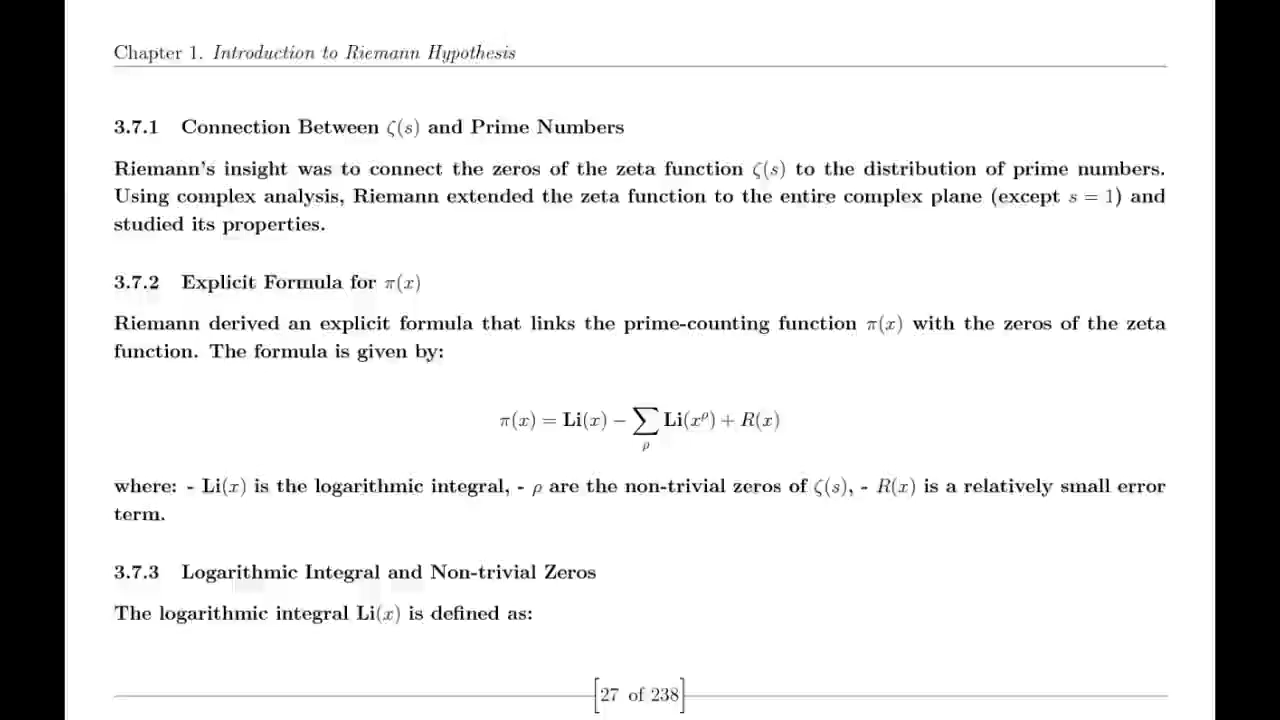 Chapter 1. Introduction to Riemann Hypothesis
3.7.1 Connection Between ζ(s) and Prime Numbers
Riemann's insight was to connect the zeros of the zeta function ζ(s) to the distribution of prime numbers.
Using complex analysis, Riemann extended the zeta function to the entire complex plane (except s = 1) and
studied its properties.
3.7.2 Explicit Formula for π(x)
Riemann derived an explicit formula that links the prime-counting function π(x) with the zeros of the zeta
function. The formula is given by:
π(x) = Li(x) − ∑ Li(x^ρ) + R(x)
ρ
where: - Li(x) is the logarithmic integral, - ρ are the non-trivial zeros of ζ(s), - R(x) is a relatively small error
term.
3.7.3 Logarithmic Integral and Non-trivial Zeros
The logarithmic integral Li(x) is defined as:
[27 of 238]